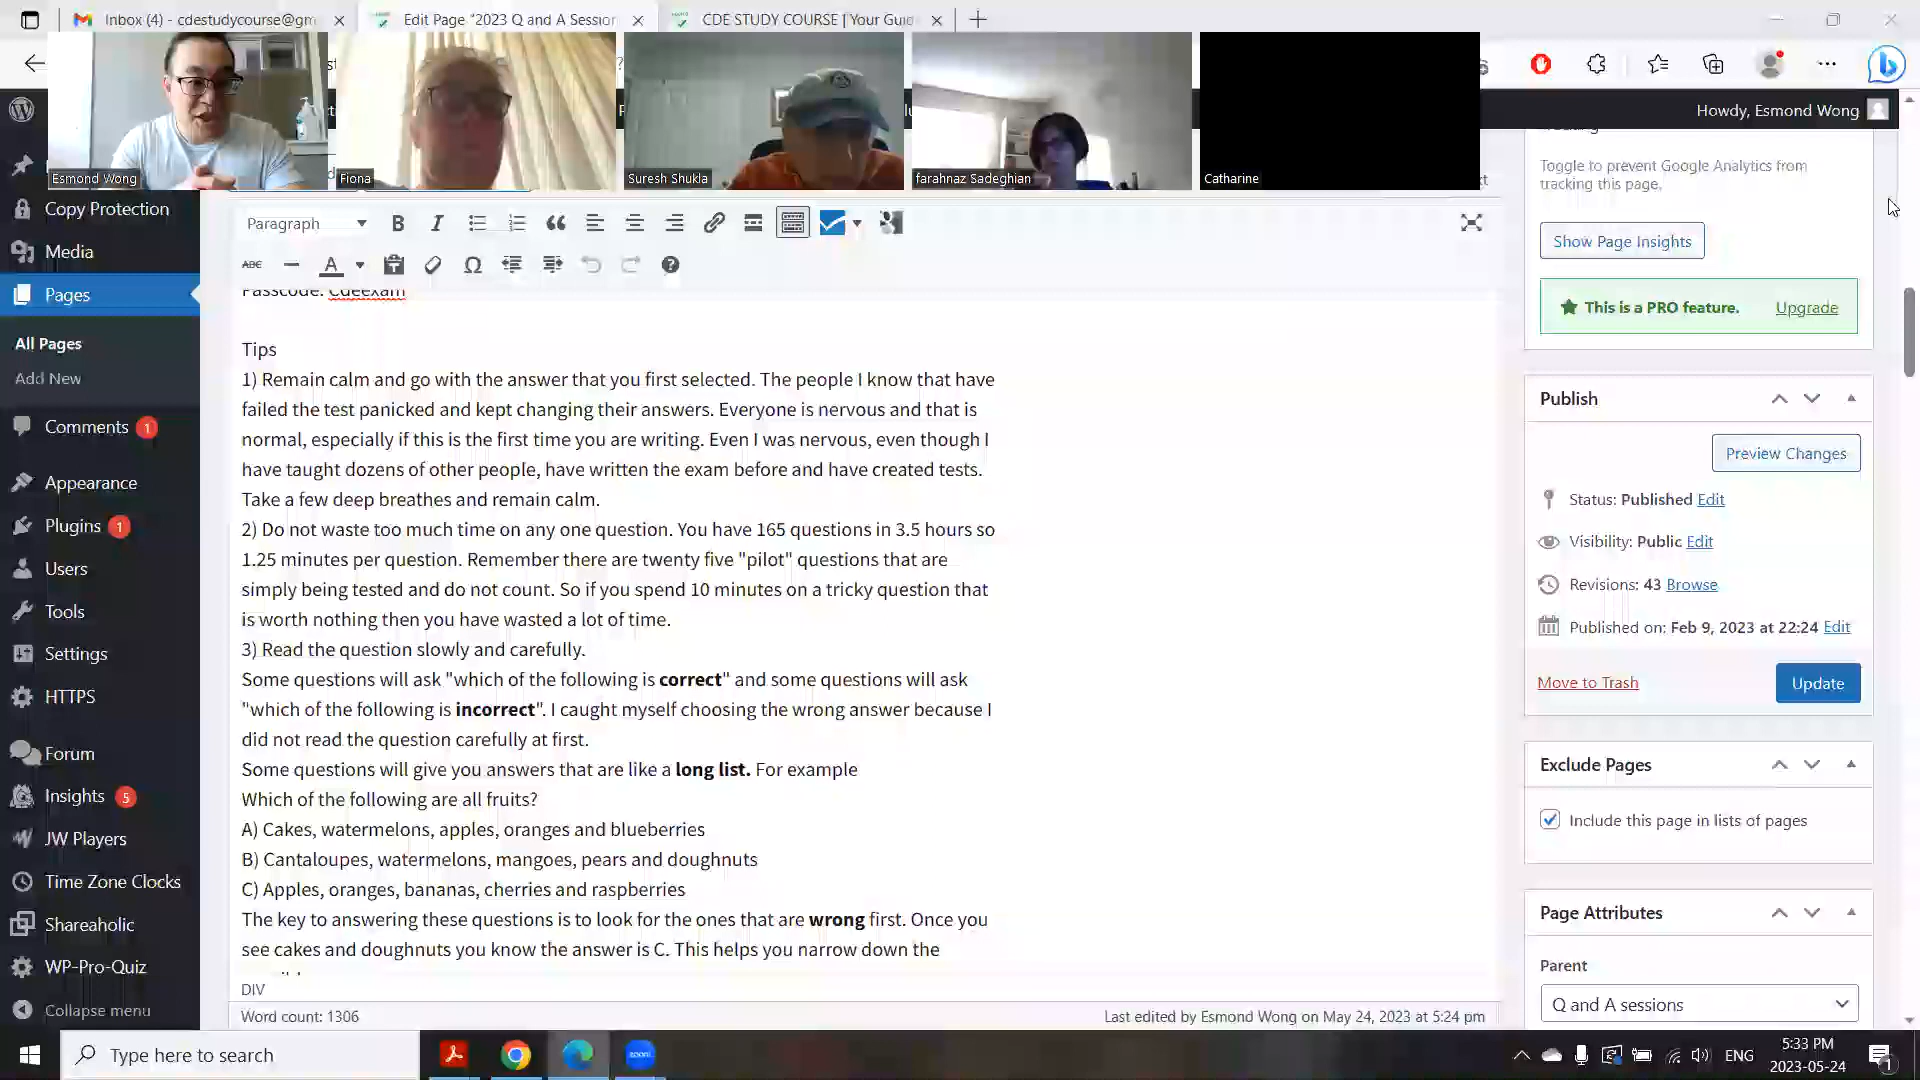 Inbox (4) - cdestudycourse@gm
Edit Page "2023 Q and A Session
CDE STUDY COURSE | Your Guid
Howdy, Esmond Wong
Esmond Wong
Fiona
Suresh Shukla
farahnaz Sadeghian
Catharine
Copy Protection
Media
Pages
All Pages
Add New
Comments 1
Appearance
Plugins 1
Users
Tools
Settings
HTTPS
Forum
Insights 5
JW Players
Time Zone Clocks
Shareaholic
WP-Pro-Quiz
Collapse menu
Paragraph
B I
ABC A
Passcode: Cdeexam
Tips
1) Remain calm and go with the answer that you first selected. The people I know that have
failed the test panicked and kept changing their answers. Everyone is nervous and that is
normal, especially if this is the first time you are writing. Even I was nervous, even though I
have taught dozens of other people, have written the exam before and have created tests.
Take a few deep breathes and remain calm.
2) Do not waste too much time on any one question. You have 165 questions in 3.5 hours so
1.25 minutes per question. Remember there are twenty five "pilot" questions that are
simply being tested and do not count. So if you spend 10 minutes on a tricky question that
is worth nothing then you have wasted a lot of time.
3) Read the question slowly and carefully.
Some questions will ask "which of the following is correct" and some questions will ask
"which of the following is incorrect". I caught myself choosing the wrong answer because I
did not read the question carefully at first.
Some questions will give you answers that are like a long list. For example
Which of the following are all fruits?
A) Cakes, watermelons, apples, oranges and blueberries
B) Cantaloupes, watermelons, mangoes, pears and doughnuts
C) Apples, oranges, bananas, cherries and raspberries
The key to answering these questions is to look for the ones that are wrong first. Once you
see cakes and doughnuts you know the answer is C. This helps you narrow down the
DIV
Word count: 1306
Last edited by Esmond Wong on May 24, 2023 at 5:24 pm
Toggle to prevent Google Analytics from
tracking this page.
Show Page Insights
This is a PRO feature. Upgrade
Publish
Preview Changes
Status: Published Edit
Visibility: Public Edit
Revisions: 43 Browse
Published on: Feb 9, 2023 at 22:24 Edit
Move to Trash
Update
Exclude Pages
Include this page in lists of pages
Page Attributes
Parent
Q and A sessions
Type here to search
zoom
ENG
5:33 PM
2023-05-24
1